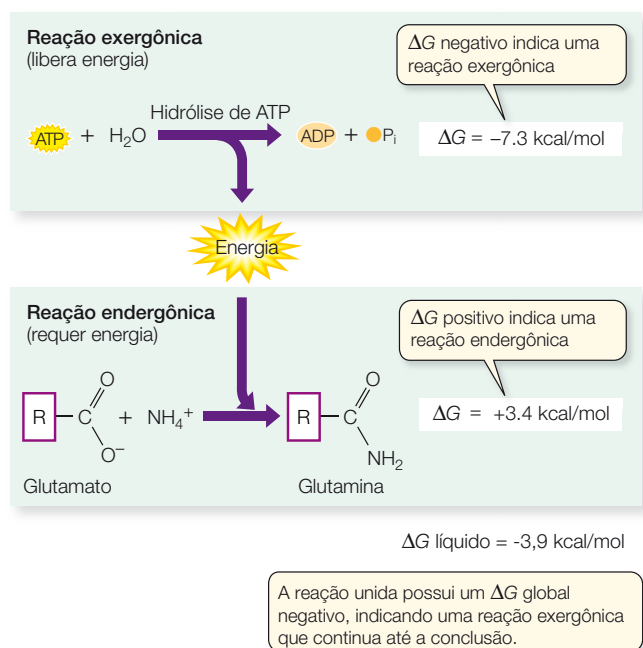 Reação exergônica
(libera energia)
ΔG negativo indica uma
reação exergônica
Hidrólise de ATP
ATP + H₂O ADP + Pᵢ
ΔG = –7.3 kcal/mol
Energia
Reação endergônica
(requer energia)
ΔG positivo indica uma
reação endergônica
O O
R C + NH₄⁺ R C
ΔG = +3.4 kcal/mol
O⁻ NH₂
Glutamato Glutamina
ΔG líquido = -3,9 kcal/mol
A reação unida possui um ΔG global
negativo, indicando uma reação exergônica
que continua até a conclusão.